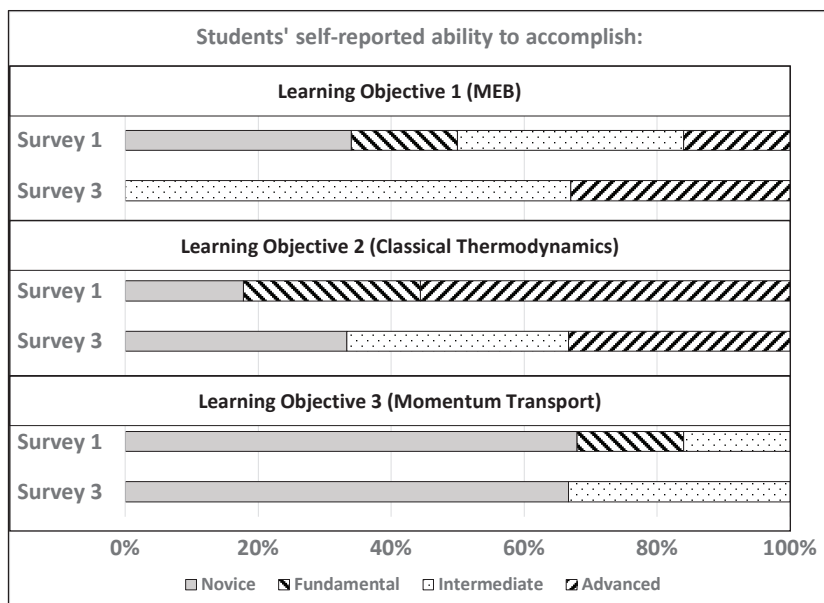 Students' self-reported ability to accomplish:
Learning Objective 1 (MEB)
Survey 1
Survey 3
Learning Objective 2 (Classical Thermodynamics)
Survey 1
Survey 3
Learning Objective 3 (Momentum Transport)
Survey 1
Survey 3
0% 20% 40% 60% 80% 100%
Novice Fundamental Intermediate Advanced